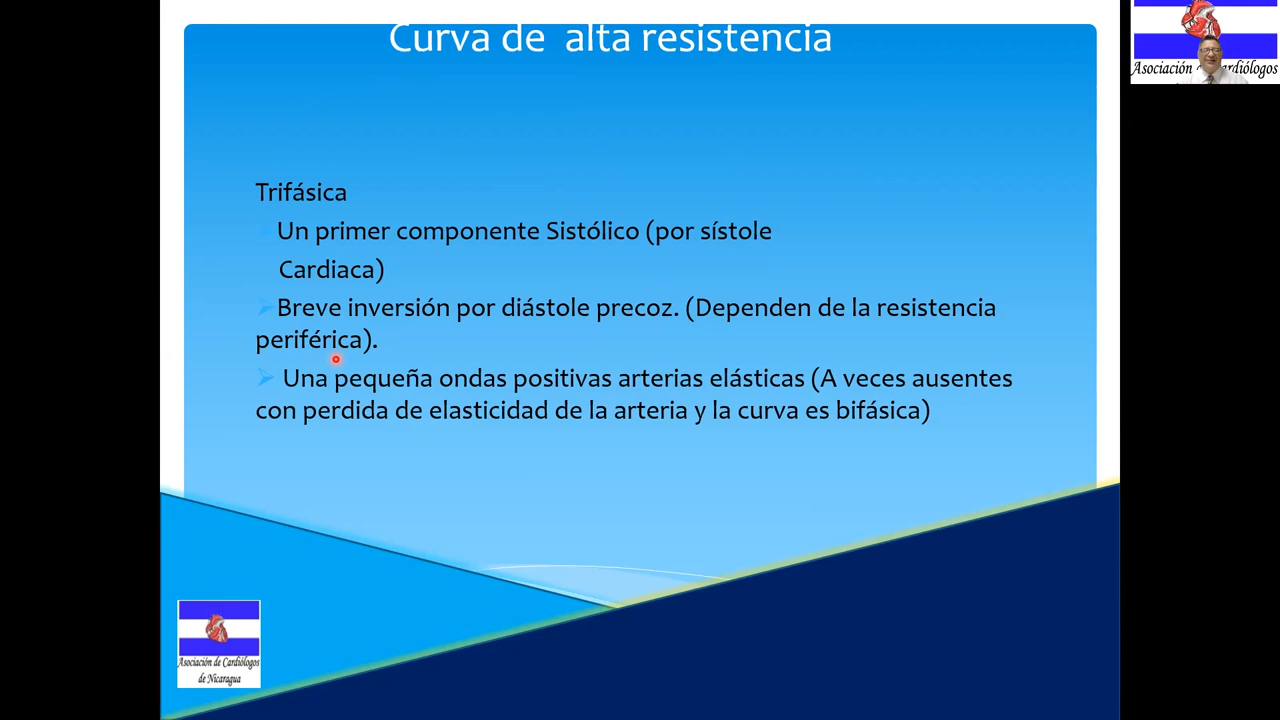 Curva de alta resistencia
Asociación de Cardiólogos
Trifásica
Un primer componente Sistólico (por sístole
Cardiaca)
Breve inversión por diástole precoz. (Dependen de la resistencia
periférica).
Una pequeña ondas positivas arterias elásticas (A veces ausentes
con perdida de elasticidad de la arteria y la curva es bifásica)
Asociación de Cardiólogos
de Nicaragua